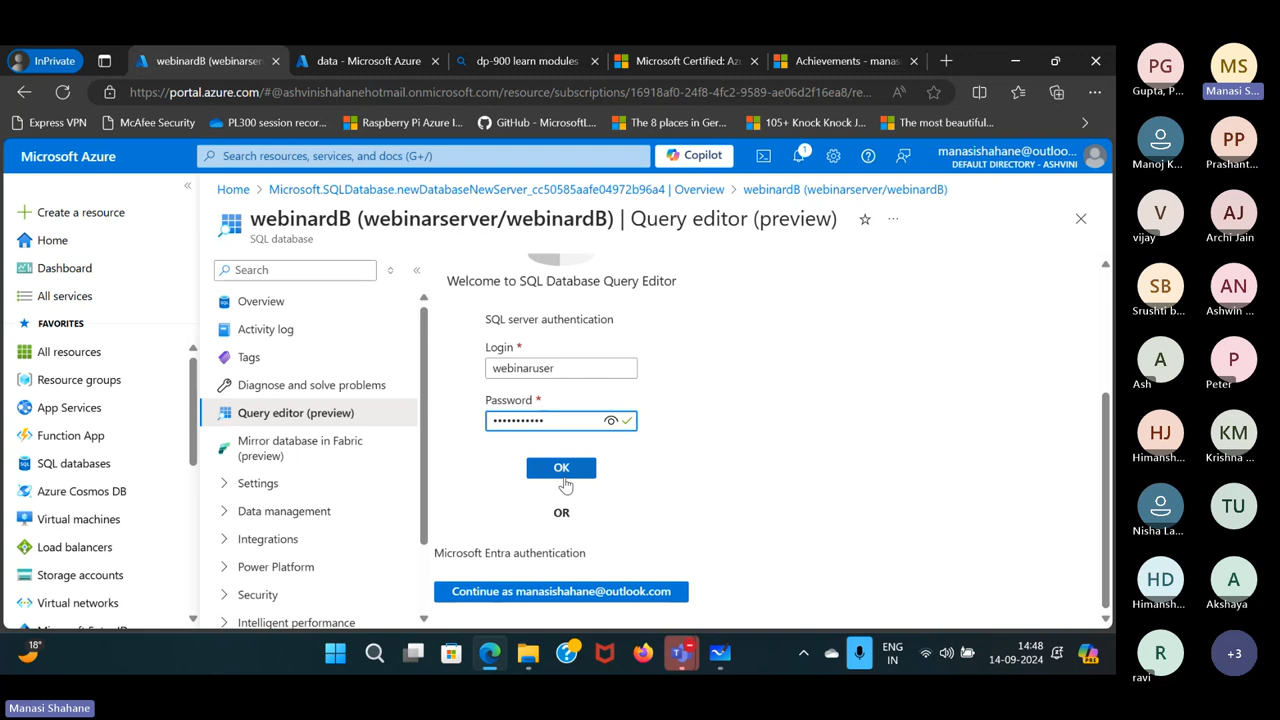 InPrivate
webinardB (webinarser
data - Microsoft Azure
dp-900 learn modules
Microsoft Certified: Az
Achievements - manas
https://portal.azure.com/#@ashvinishahanehotmail.onmicrosoft.com/resource/subscriptions/16918af0-24f8-4fc2-9589-ae06d2f16ea8/re...
Express VPN
McAfee Security
PL300 session recor...
Raspberry Pi Azure I...
GitHub - MicrosoftL...
The 8 places in Ger...
105+ Knock Knock J...
The most beautiful...
Microsoft Azure
Search resources, services, and docs (G+/)
Copilot
1
manasishahane@outloo...
DEFAULT DIRECTORY - ASHVINI
Create a resource
Home
Dashboard
All services
FAVORITES
All resources
Resource groups
App Services
Function App
SQL databases
Azure Cosmos DB
Virtual machines
Load balancers
Storage accounts
Virtual networks
Home > Microsoft.SQLDatabase.newDatabaseNewServer_cc50585aafe04972b96a4 | Overview > webinardB (webinarserver/webinardB)
webinardB (webinarserver/webinardB) | Query editor (preview)
SQL database
Search
Overview
Activity log
Tags
Diagnose and solve problems
Query editor (preview)
Mirror database in Fabric
(preview)
Settings
Data management
Integrations
Power Platform
Security
Intelligent performance
Welcome to SQL Database Query Editor
SQL server authentication
Login *
webinaruser
Password *
•••••••••••
OK
OR
Microsoft Entra authentication
Continue as manasishahane@outlook.com
18°
ENG
IN
14:48
14-09-2024
PRE
Manasi Shahane
PG
Gupta, P...
MS
Manasi S...
Manoj K...
PP
Prashant...
V
vijay
AJ
Archi Jain
SB
Srushti b...
AN
Ashwin ...
A
Ash
P
Peter
HJ
Himansh...
KM
Krishna ...
Nisha La...
TU
HD
Himansh...
A
Akshaya
R
ravi
+3